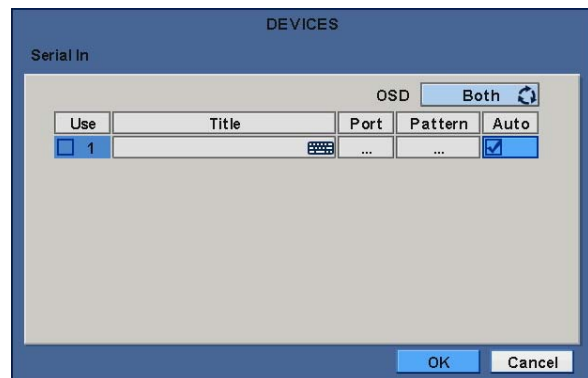 DEVICES
Serial In
OSD Both
Use Title Port Pattern Auto
1 ... ...
OK Cancel